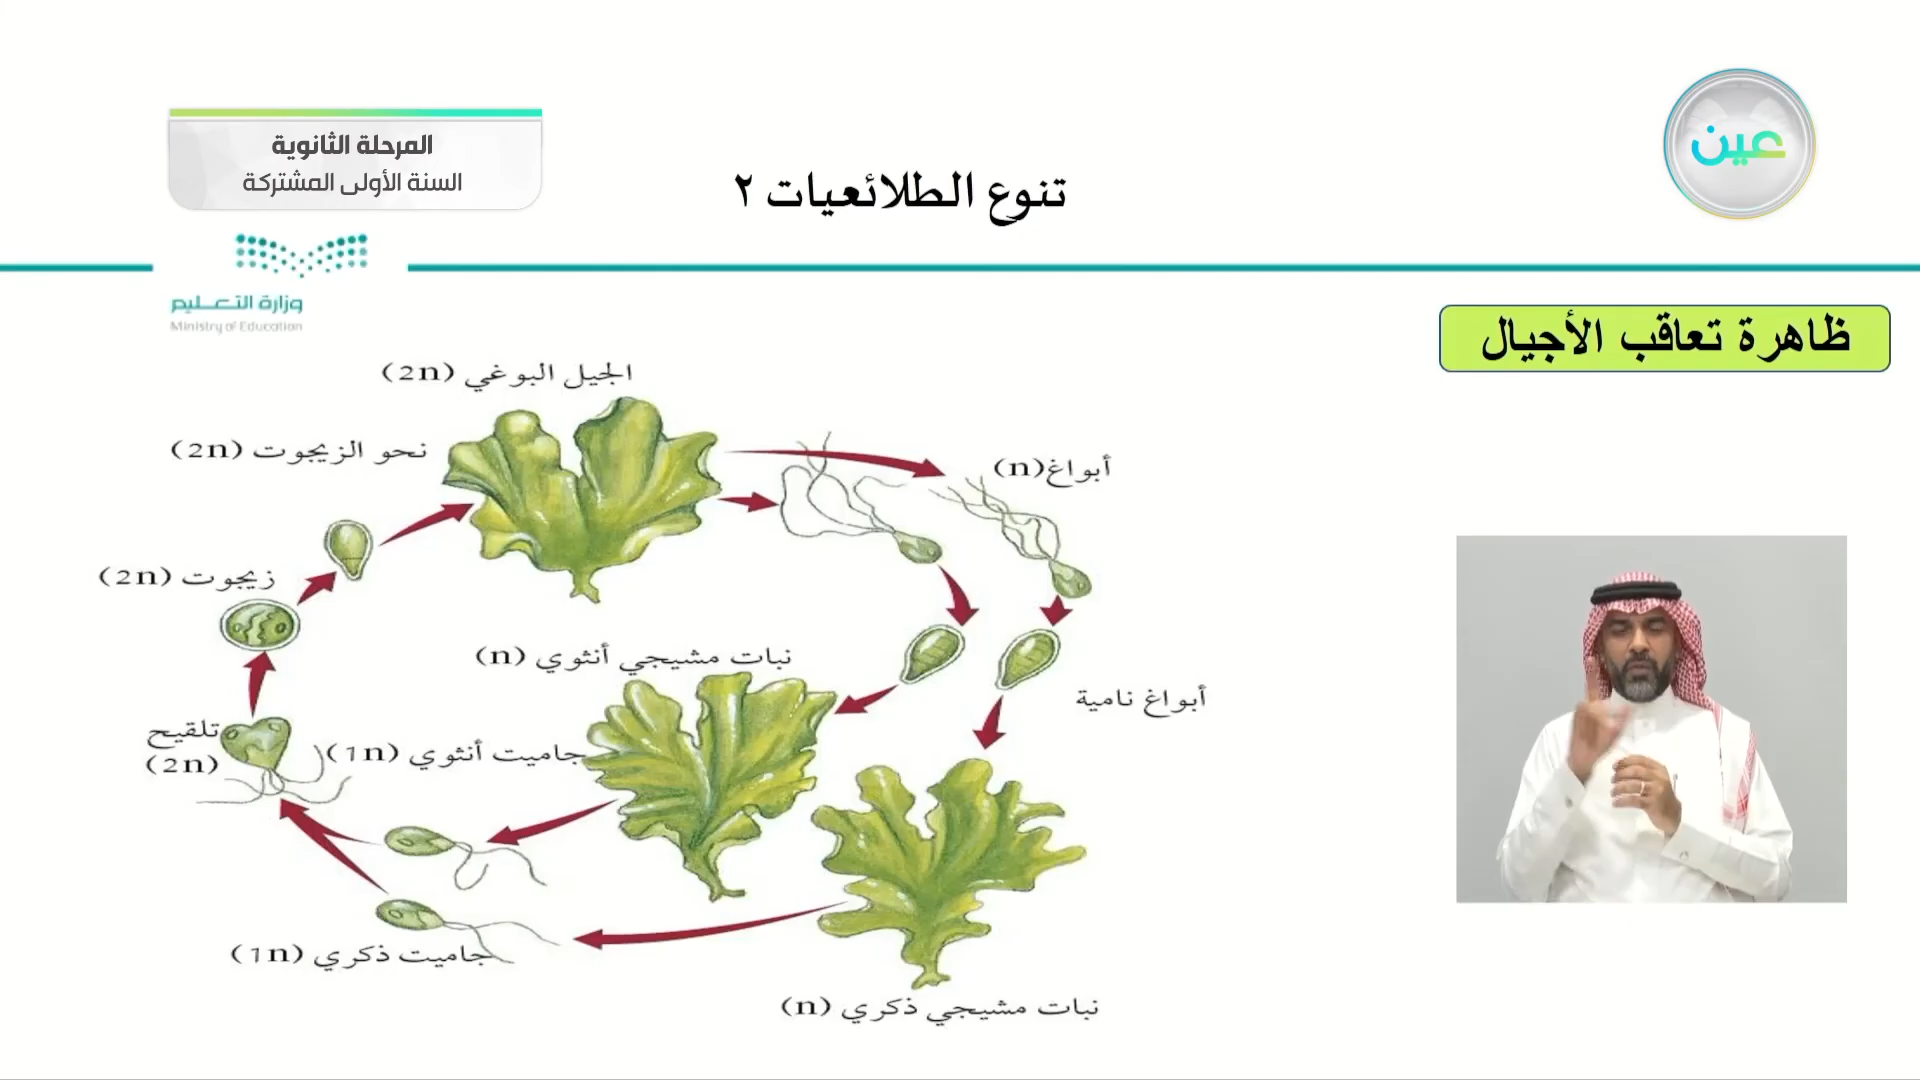 عين
المرحلة الثانوية
السنة الأولى المشتركة
تنوع الطلائعيات ٢
وزارة التعليم
Ministry of Education
ظاهرة تعاقب الأجيال
الجيل البوغي (2n)
نحو الزيجوت (2n)
أبواغ(n)
زيجوت (2n)
نبات مشيجي أنثوي (n)
أبواغ نامية
تلقيح
(2n)
جاميت أنثوي (1n)
جاميت ذكري (1n)
نبات مشيجي ذكري (n)